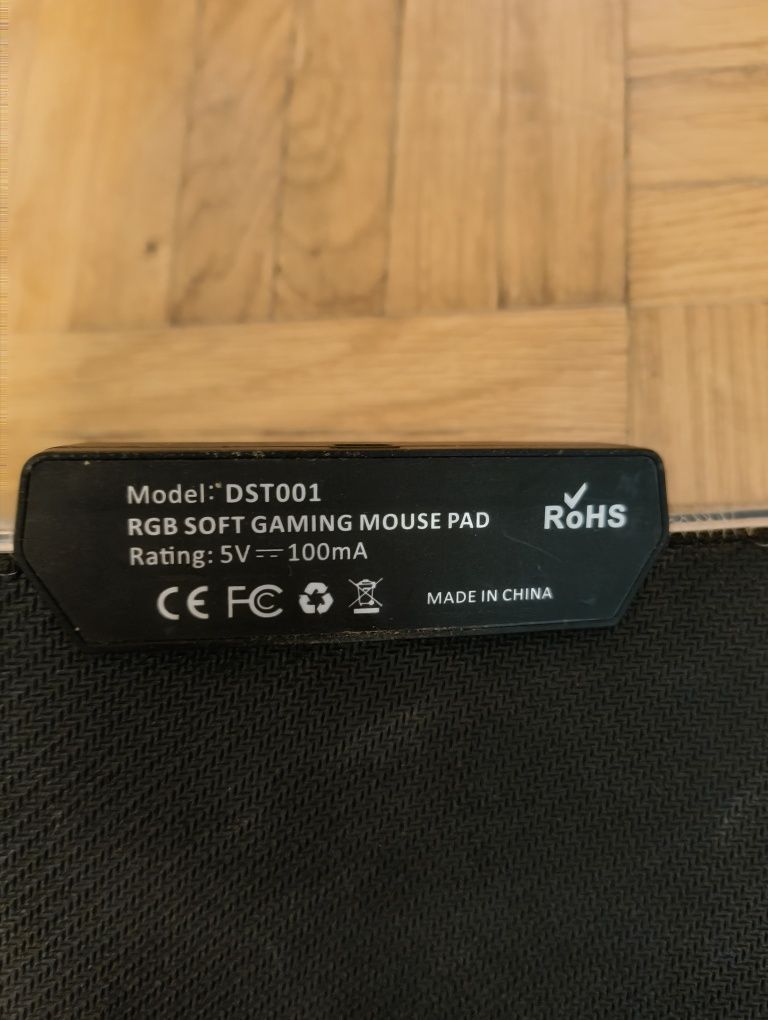 Model: DST001
RGB SOFT GAMING MOUSE PAD
Rating: 5V⎓100mA
RoHS
CE FC
MADE IN CHINA